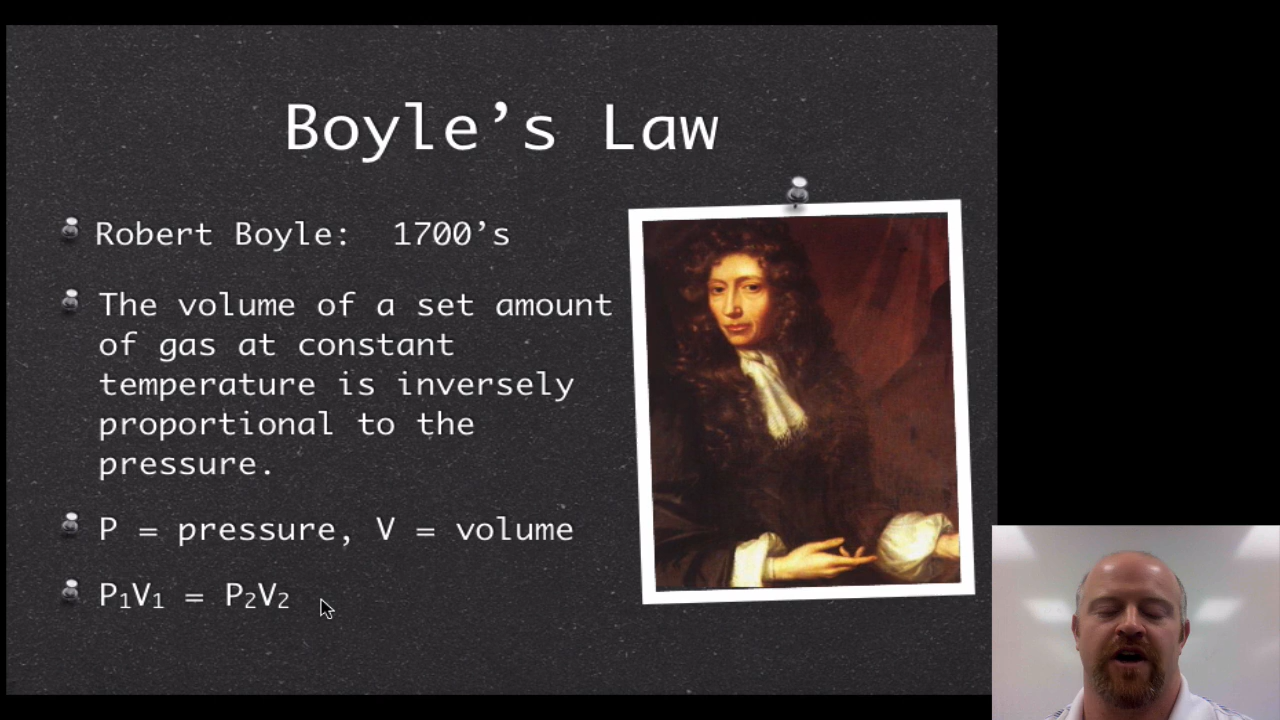 Boyle’s Law
Robert Boyle:  1700’s
The volume of a set amount
of gas at constant
temperature is inversely
proportional to the
pressure.
P = pressure, V = volume
P₁V₁ = P₂V₂